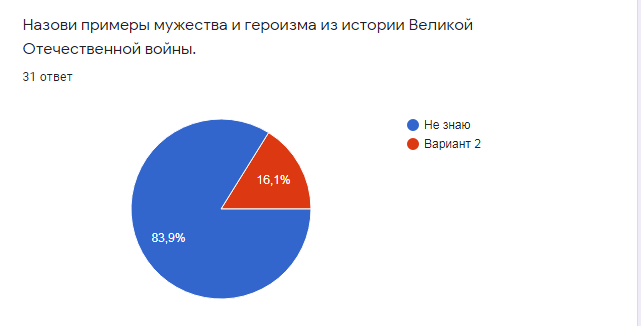 Назови примеры мужества и героизма из истории Великой
Отечественной войны.
31 ответ
Не знаю
Вариант 2
16,1%
83,9%